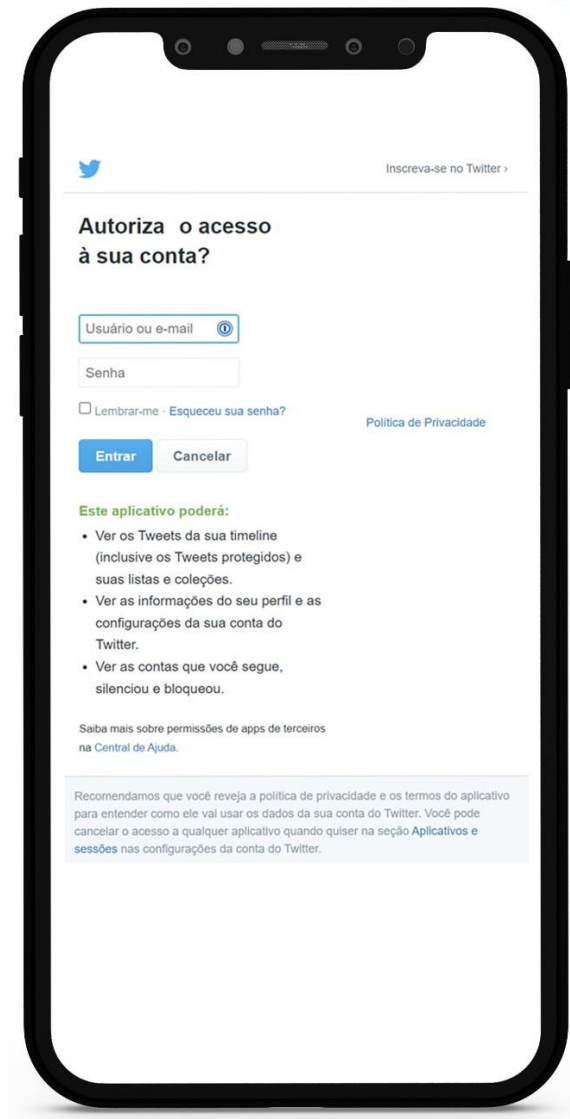 Inscreva-se no Twitter ›
Autoriza o acesso
à sua conta?
Usuário ou e-mail
Senha
Lembrar-me · Esqueceu sua senha?
Política de Privacidade
Entrar
Cancelar
Este aplicativo poderá:
• Ver os Tweets da sua timeline
(inclusive os Tweets protegidos) e
suas listas e coleções.
• Ver as informações do seu perfil e as
configurações da sua conta do
Twitter.
• Ver as contas que você segue,
silenciou e bloqueou.
Saiba mais sobre permissões de apps de terceiros
na Central de Ajuda.
Recomendamos que você reveja a política de privacidade e os termos do aplicativo
para entender como ele vai usar os dados da sua conta do Twitter. Você pode
cancelar o acesso a qualquer aplicativo quando quiser na seção Aplicativos e
sessões nas configurações da conta do Twitter.